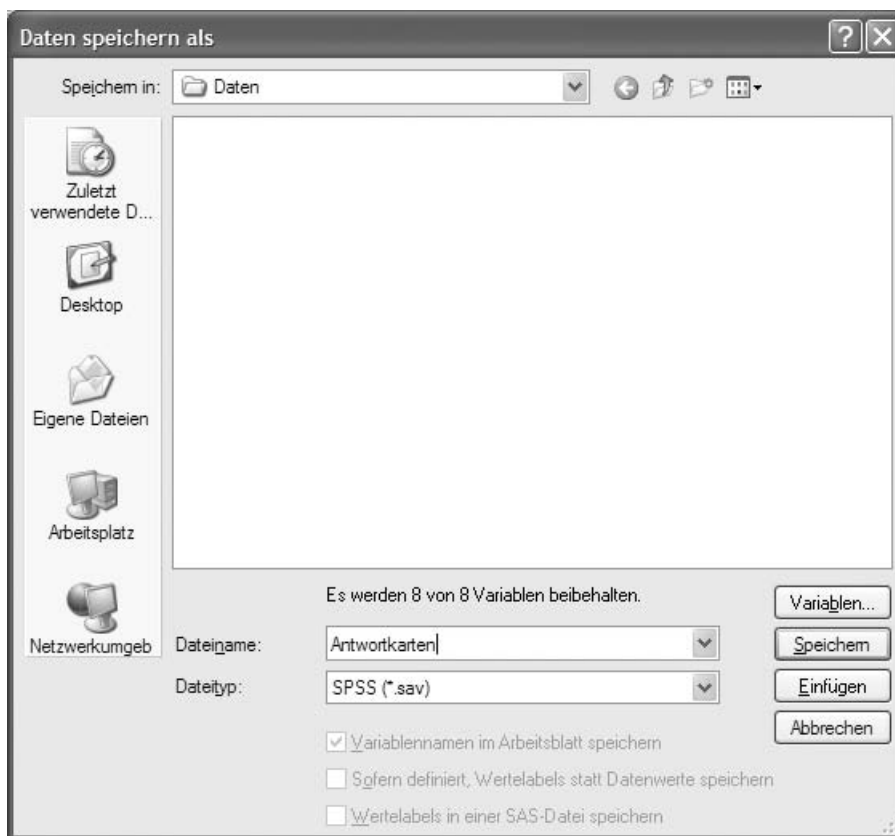 Daten speichern als
Speichern in:
Daten
Zuletzt
verwendete D...
Desktop
Eigene Dateien
Arbeitsplatz
Netzwerkumgeb
Es werden 8 von 8 Variablen beibehalten.
Variablen...
Dateiname:
Antwortkarten
Speichern
Dateityp:
SPSS (*.sav)
Einfügen
Abbrechen
Variablennamen im Arbeitsblatt speichern
Sofern definiert, Wertelabels statt Datenwerte speichern
Wertelabels in einer SAS-Datei speichern